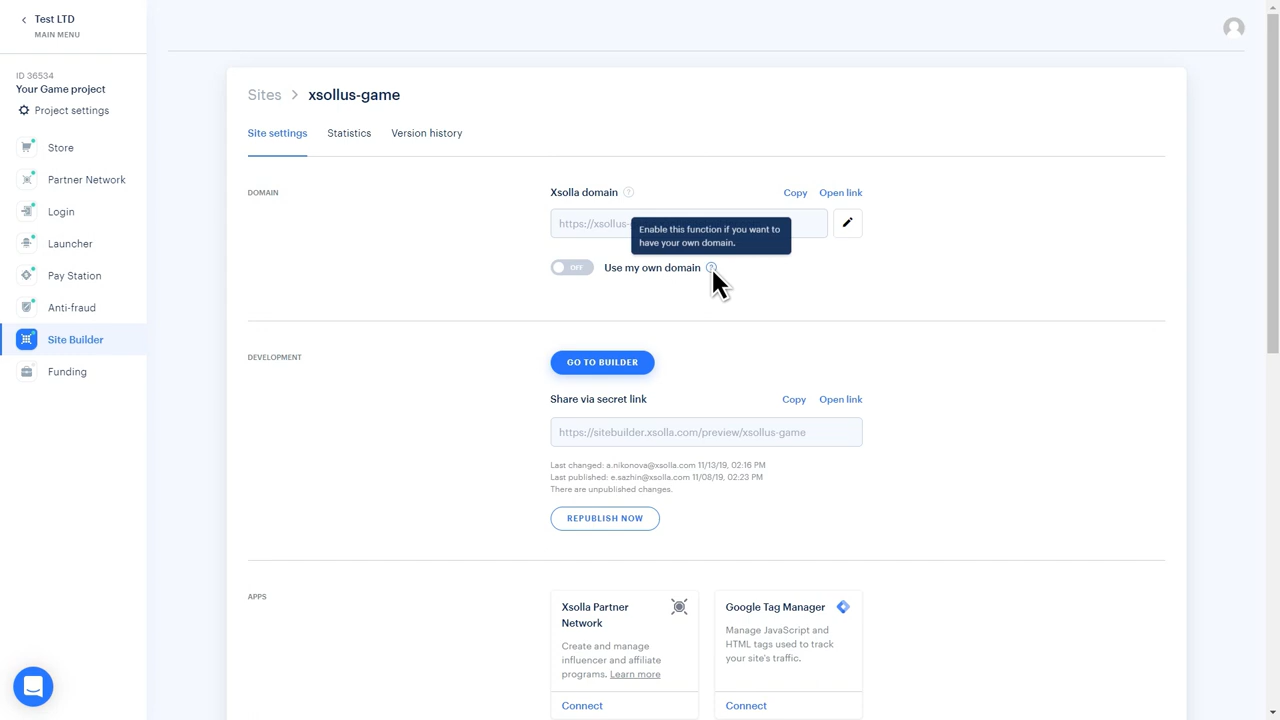 Test LTD
MAIN MENU
ID 36534
Your Game project
Project settings
Store
Partner Network
Login
Launcher
Pay Station
Anti-fraud
Site Builder
Funding
Sites > xsollus-game
Site settings Statistics Version history
DOMAIN
Xsolla domain ? Copy Open link
https://xsollus-
Enable this function if you want to
have your own domain.
OFF Use my own domain ?
DEVELOPMENT
GO TO BUILDER
Share via secret link Copy Open link
https://sitebuilder.xsolla.com/preview/xsollus-game
Last changed: a.nikonova@xsolla.com 11/13/19, 02:16 PM
Last published: e.sazhin@xsolla.com 11/08/19, 02:23 PM
There are unpublished changes.
REPUBLISH NOW
APPS
Xsolla Partner
Network
Create and manage
influencer and affiliate
programs. Learn more
Connect
Google Tag Manager
Manage JavaScript and
HTML tags used to track
your site's traffic.
Connect